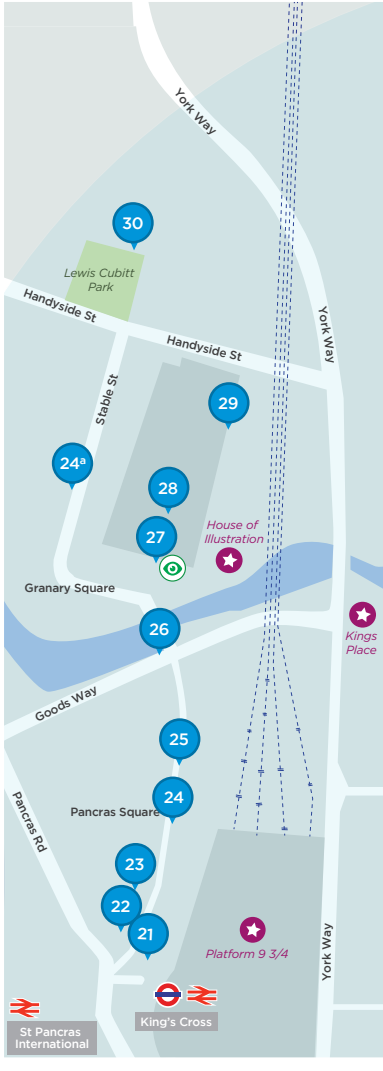 York Way
30
Lewis Cubitt
Park
Handyside St
York Way
Handyside St
Stable St
29
24ª
28
27
House of
Illustration
Granary Square
26
Kings
Place
Goods Way
25
24
Pancras Square
Pancras Rd
23
22
21
Platform 9 3/4
York Way
King's Cross
St Pancras
International